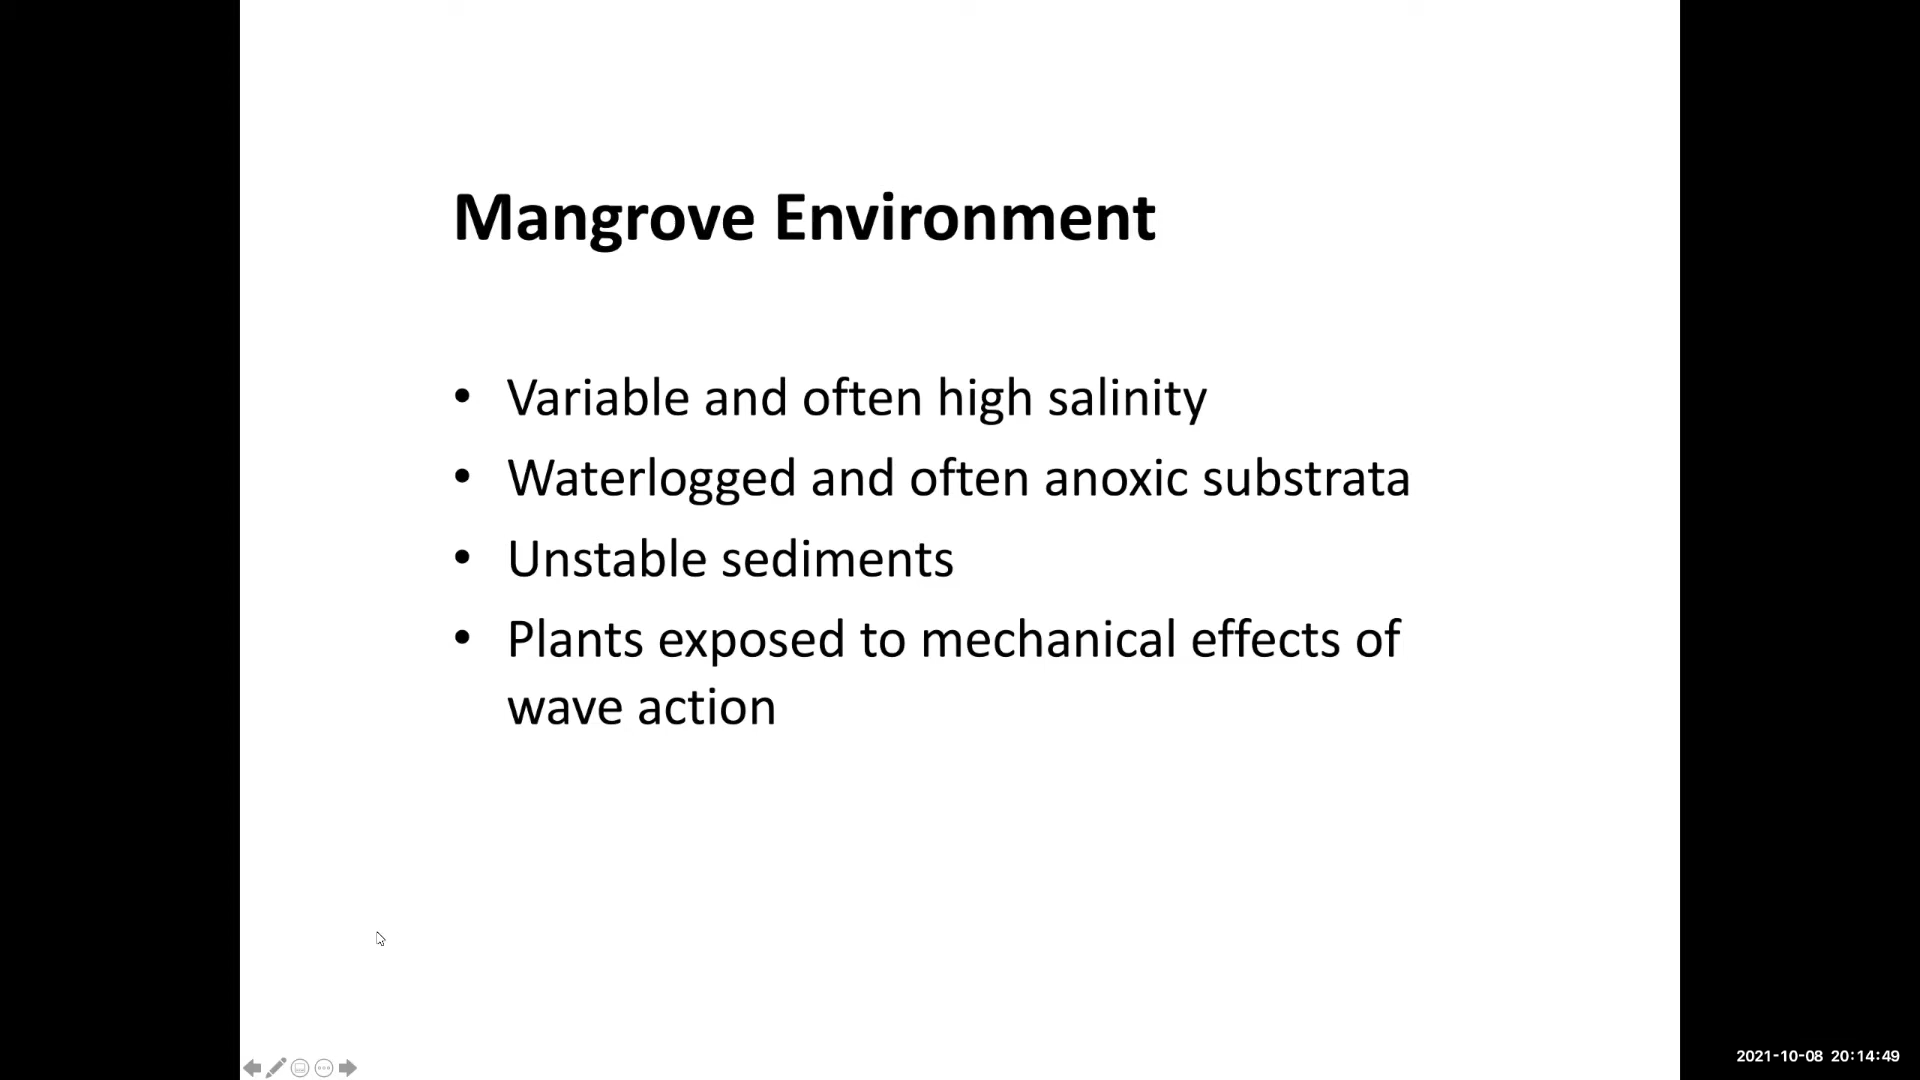 Mangrove Environment
• Variable and often high salinity
• Waterlogged and often anoxic substrata
• Unstable sediments
• Plants exposed to mechanical effects of
wave action
2021-10-08 20:14:49